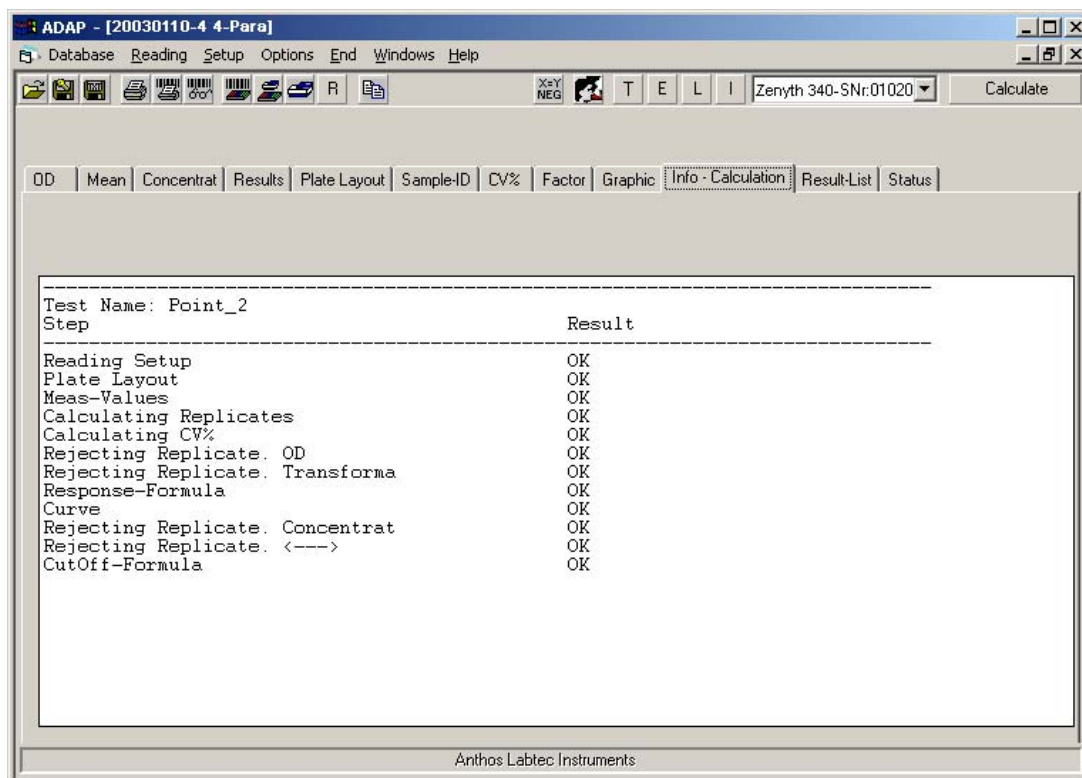 ADAP - [20030110-4 4-Para]
Database Reading Setup Options End Windows Help
R X=Y NEG T E L I Zenyth 340-SNr:01020 Calculate
OD Mean Concentrat Results Plate Layout Sample-ID CV% Factor Graphic Info - Calculation Result-List Status
Test Name: Point_2
Step Result
Reading Setup OK
Plate Layout OK
Meas-Values OK
Calculating Replicates OK
Calculating CV% OK
Rejecting Replicate. OD OK
Rejecting Replicate. Transforma OK
Response-Formula OK
Curve OK
Rejecting Replicate. Concentrat OK
Rejecting Replicate. <---> OK
CutOff-Formula OK
Anthos Labtec Instruments